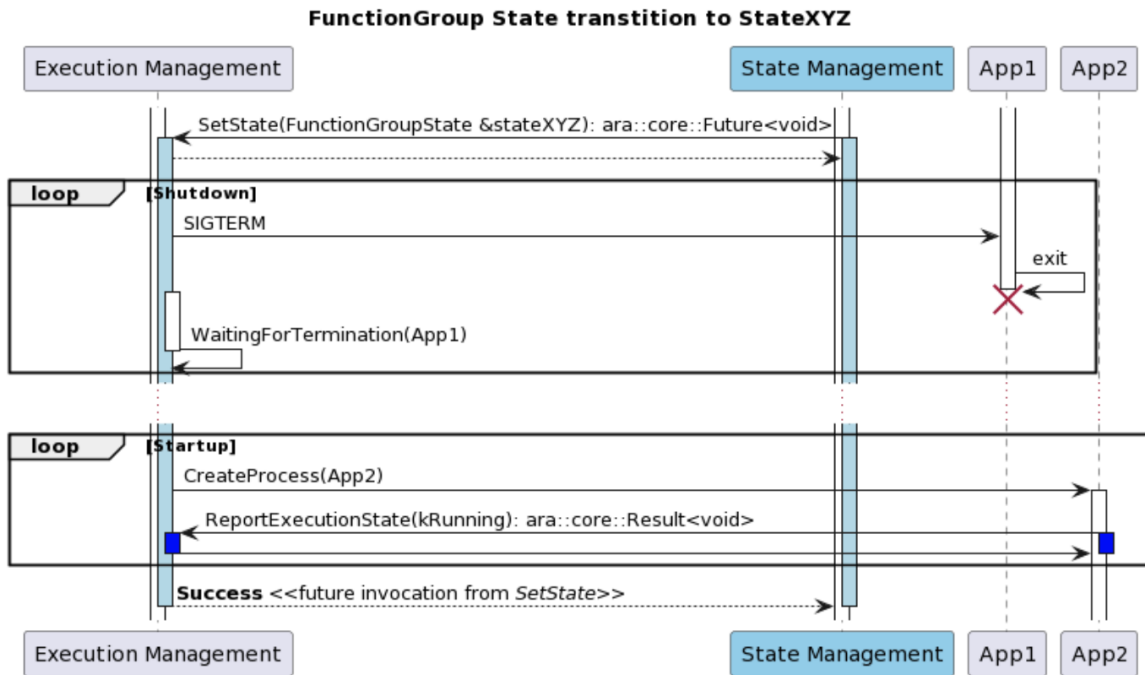 FunctionGroup State transtition to StateXYZ
Execution Management
State Management
App1
App2
SetState(FunctionGroupState &stateXYZ): ara::core::Future<void>
loop
[Shutdown]
SIGTERM
exit
WaitingForTermination(App1)
loop
[Startup]
CreateProcess(App2)
ReportExecutionState(kRunning): ara::core::Result<void>
Success <<future invocation from SetState>>
Execution Management
State Management
App1
App2